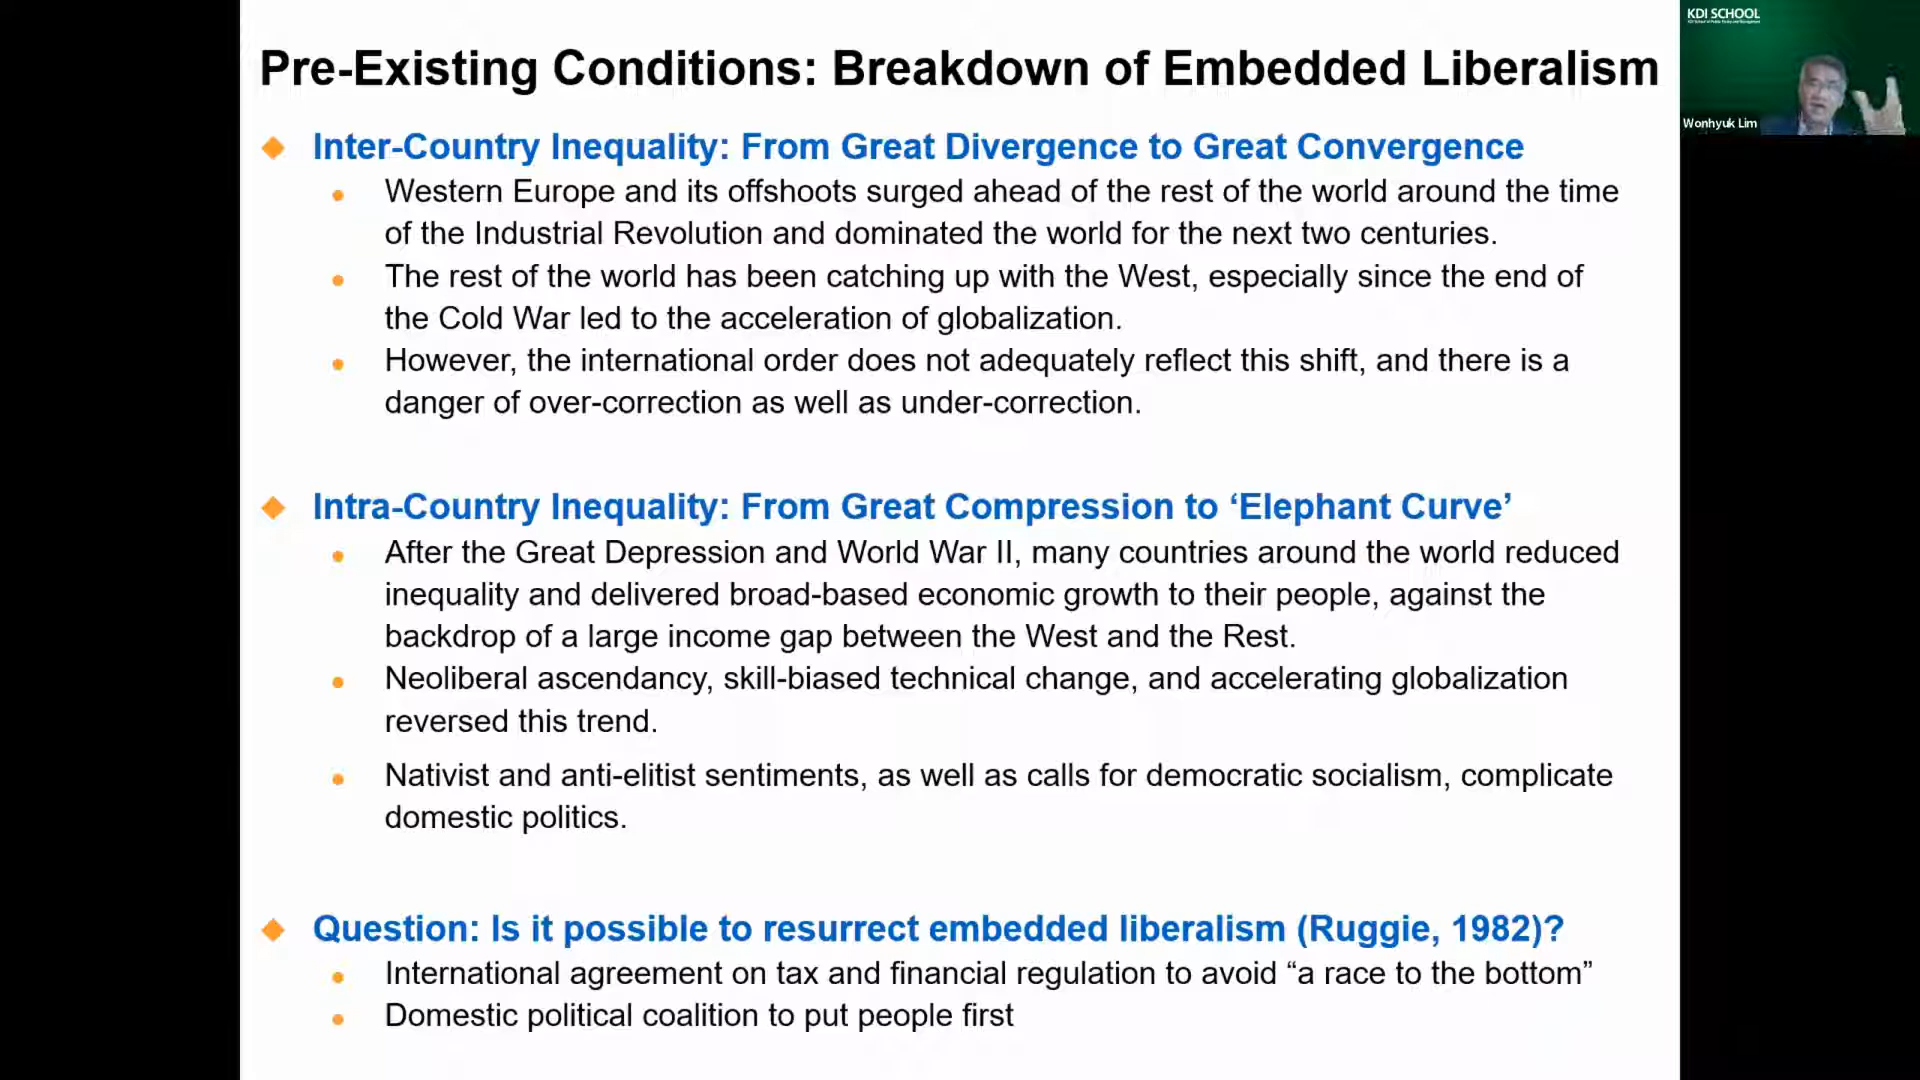 Pre-Existing Conditions: Breakdown of Embedded Liberalism
KDI SCHOOL
Wonhyuk Lim
Inter-Country Inequality: From Great Divergence to Great Convergence
Western Europe and its offshoots surged ahead of the rest of the world around the time
of the Industrial Revolution and dominated the world for the next two centuries.
The rest of the world has been catching up with the West, especially since the end of
the Cold War led to the acceleration of globalization.
However, the international order does not adequately reflect this shift, and there is a
danger of over-correction as well as under-correction.
Intra-Country Inequality: From Great Compression to ‘Elephant Curve’
After the Great Depression and World War II, many countries around the world reduced
inequality and delivered broad-based economic growth to their people, against the
backdrop of a large income gap between the West and the Rest.
Neoliberal ascendancy, skill-biased technical change, and accelerating globalization
reversed this trend.
Nativist and anti-elitist sentiments, as well as calls for democratic socialism, complicate
domestic politics.
Question: Is it possible to resurrect embedded liberalism (Ruggie, 1982)?
International agreement on tax and financial regulation to avoid “a race to the bottom”
Domestic political coalition to put people first